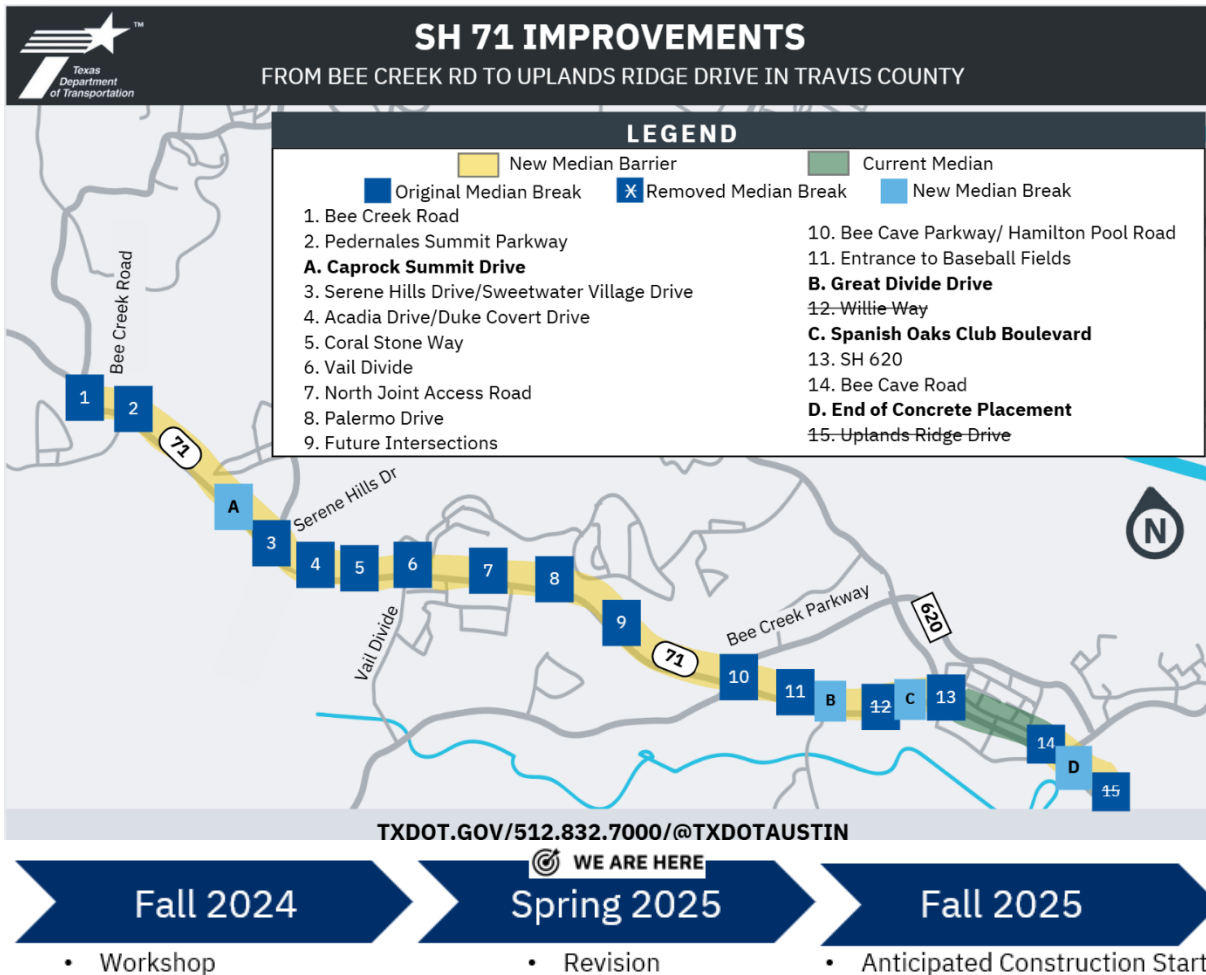 SH 71 IMPROVEMENTS
FROM BEE CREEK RD TO UPLANDS RIDGE DRIVE IN TRAVIS COUNTY
TM
Texas
Department
of Transportation
LEGEND
New Median Barrier
Current Median
Original Median Break
X Removed Median Break
New Median Break
1. Bee Creek Road
2. Pedernales Summit Parkway
A. Caprock Summit Drive
3. Serene Hills Drive/Sweetwater Village Drive
4. Acadia Drive/Duke Covert Drive
5. Coral Stone Way
6. Vail Divide
7. North Joint Access Road
8. Palermo Drive
9. Future Intersections
10. Bee Cave Parkway/ Hamilton Pool Road
11. Entrance to Baseball Fields
B. Great Divide Drive
12. Willie Way
C. Spanish Oaks Club Boulevard
13. SH 620
14. Bee Cave Road
D. End of Concrete Placement
15. Uplands Ridge Drive
Bee Creek Road
1
2
71
A
Serene Hills Dr
3
4
5
6
7
8
N
Vail Divide
9
71
Bee Creek Parkway
620
10
11
B
12
C
13
14
D
15
TXDOT.GOV/512.832.7000/@TXDOTAUSTIN
WE ARE HERE
Fall 2024
Spring 2025
Fall 2025
• Workshop
• Revision
• Anticipated Construction Start